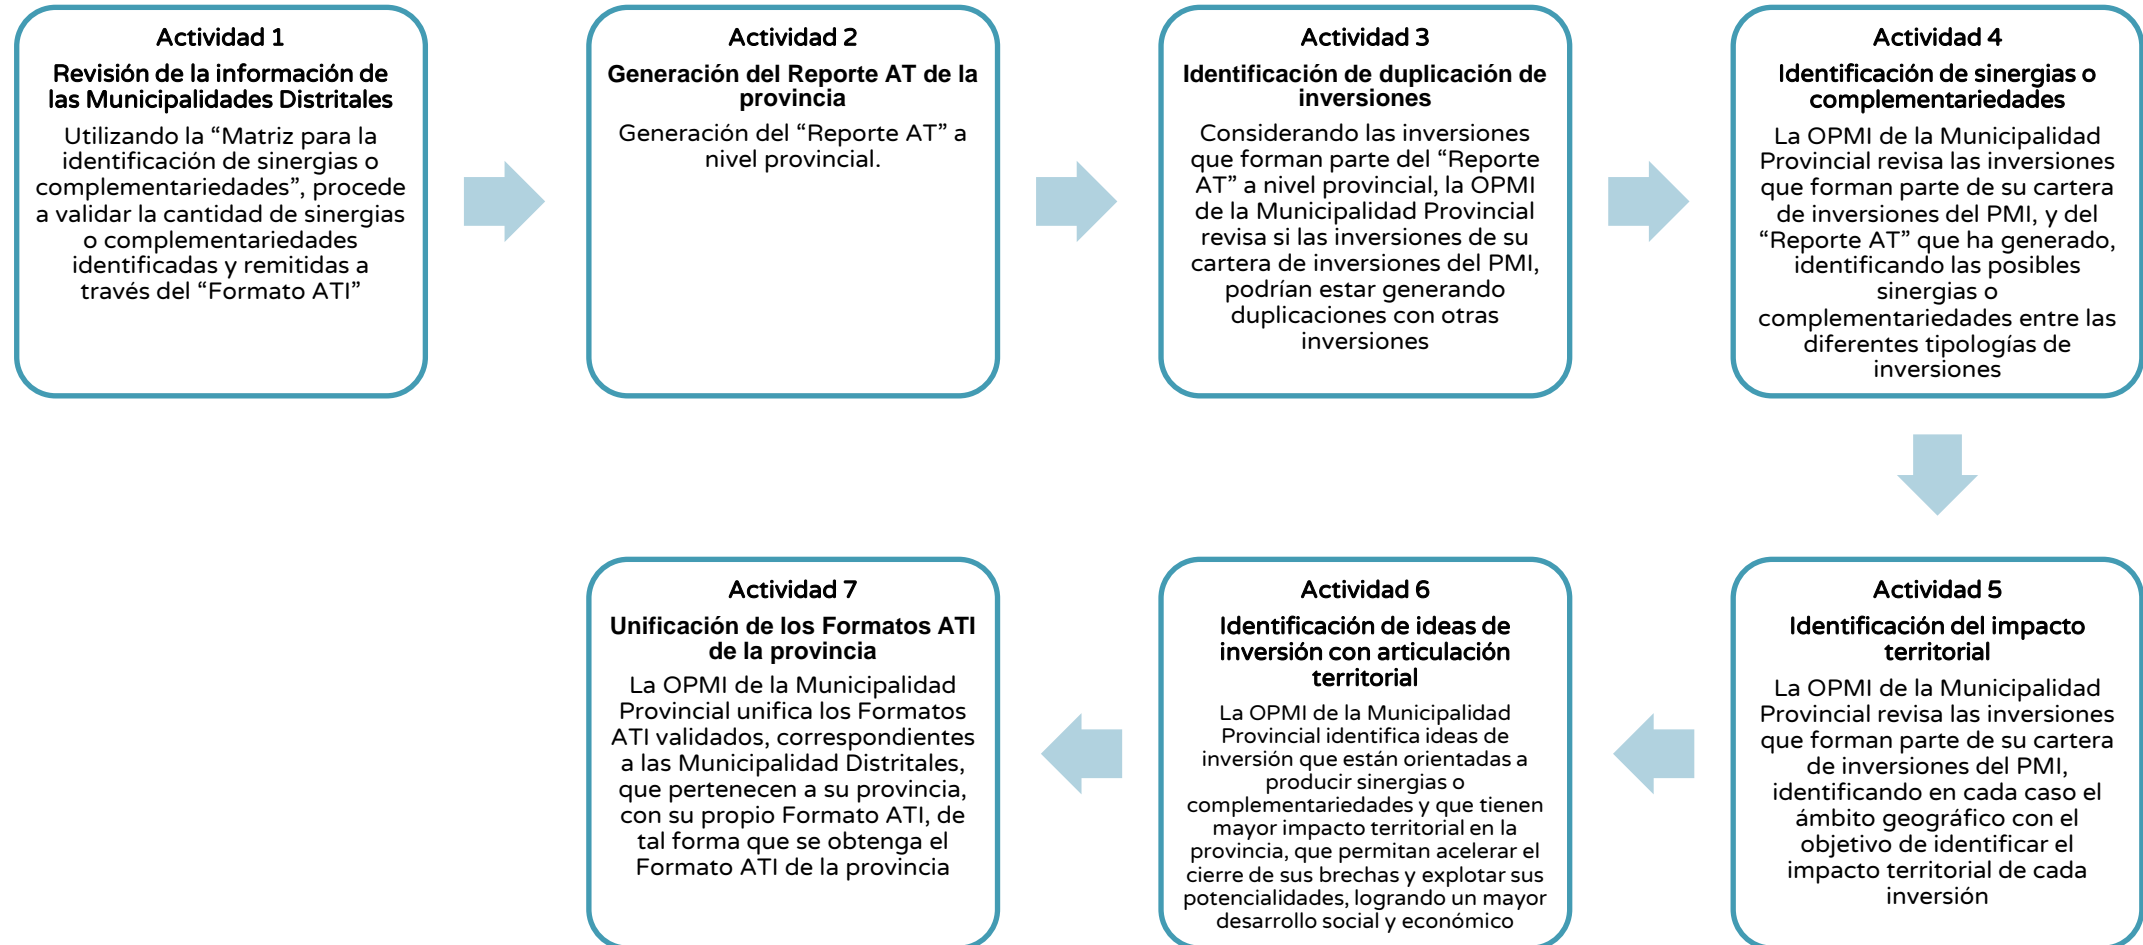 Actividad 1
Revisión de la información de
las Municipalidades Distritales
Utilizando la “Matriz para la
identificación de sinergias o
complementariedades”, procede
a validar la cantidad de sinergias
o complementariedades
identificadas y remitidas a
través del “Formato ATI”
Actividad 2
Generación del Reporte AT de la
provincia
Generación del “Reporte AT” a
nivel provincial.
Actividad 3
Identificación de duplicación de
inversiones
Considerando las inversiones
que forman parte del “Reporte
AT” a nivel provincial, la OPMI
de la Municipalidad Provincial
revisa si las inversiones de su
cartera de inversiones del PMI,
podrían estar generando
duplicaciones con otras
inversiones
Actividad 4
Identificación de sinergias o
complementariedades
La OPMI de la Municipalidad
Provincial revisa las inversiones
que forman parte de su cartera
de inversiones del PMI, y del
“Reporte AT” que ha generado,
identificando las posibles
sinergias o
complementariedades entre las
diferentes tipologías de
inversiones
Actividad 5
Identificación del impacto
territorial
La OPMI de la Municipalidad
Provincial revisa las inversiones
que forman parte de su cartera
de inversiones del PMI,
identificando en cada caso el
ámbito geográfico con el
objetivo de identificar el
impacto territorial de cada
inversión
Actividad 6
Identificación de ideas de
inversión con articulación
territorial
La OPMI de la Municipalidad
Provincial identifica ideas de
inversión que están orientadas a
producir sinergias o
complementariedades y que tienen
mayor impacto territorial en la
provincia, que permitan acelerar el
cierre de sus brechas y explotar sus
potencialidades, logrando un mayor
desarrollo social y económico
Actividad 7
Unificación de los Formatos ATI
de la provincia
La OPMI de la Municipalidad
Provincial unifica los Formatos
ATI validados, correspondientes
a las Municipalidad Distritales,
que pertenecen a su provincia,
con su propio Formato ATI, de
tal forma que se obtenga el
Formato ATI de la provincia